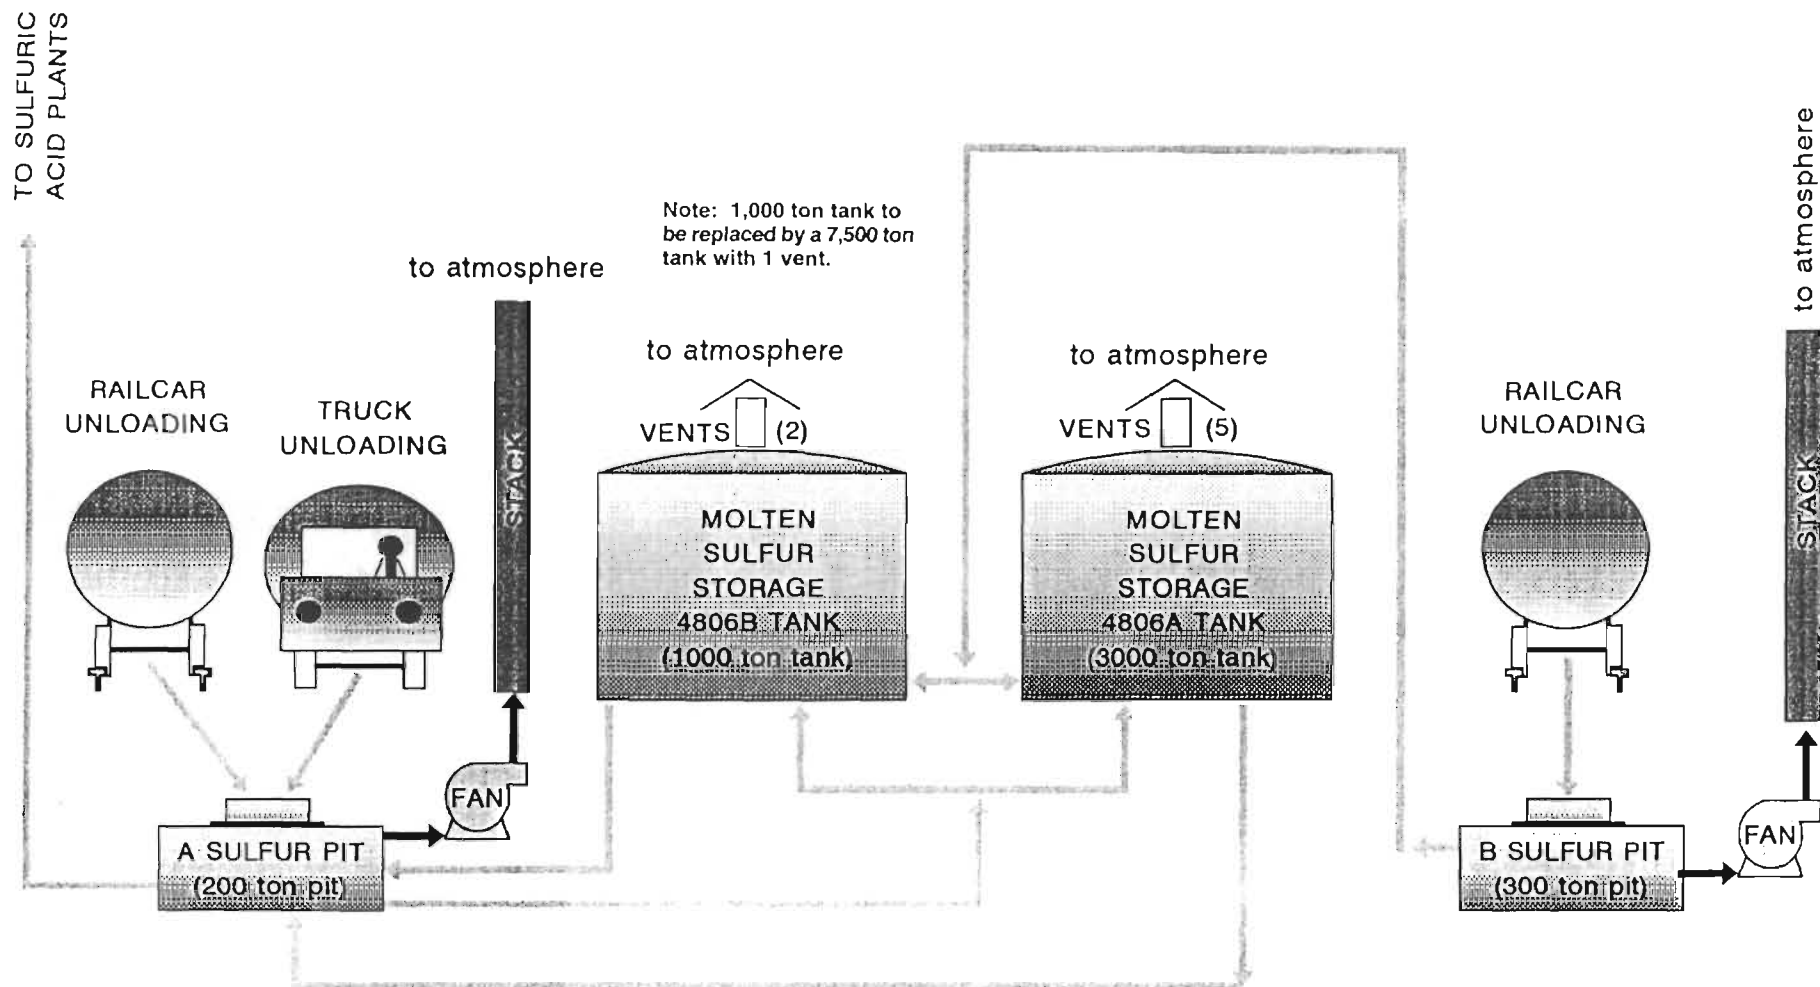 TO SULFURIC
ACID PLANTS
Note: 1,000 ton tank to
be replaced by a 7,500 ton
tank with 1 vent.
to atmosphere
to atmosphere
to atmosphere
to atmosphere
RAILCAR
UNLOADING
TRUCK
UNLOADING
STACK
VENTS (2)
VENTS (5)
RAILCAR
UNLOADING
STACK
MOLTEN
SULFUR
STORAGE
4806B TANK
(1000 ton tank)
MOLTEN
SULFUR
STORAGE
4806A TANK
(3000 ton tank)
FAN
A SULFUR PIT
(200 ton pit)
B SULFUR PIT
(300 ton pit)
FAN